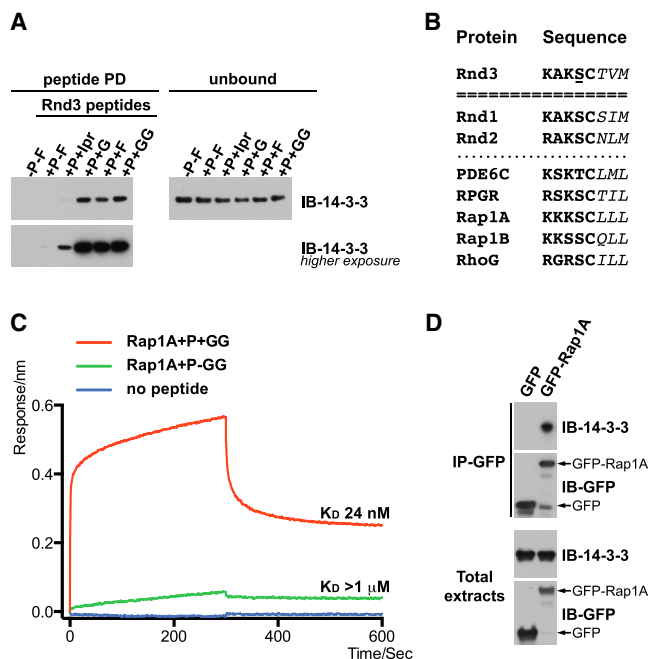 A
peptide PD
unbound
Rnd3 peptides
-P-F
+P-F
+P+Ipr
+P+G
+P+F
+P+GG
-P-F
+P-F
+P+Ipr
+P+G
+P+F
+P+GG
IB-14-3-3
IB-14-3-3
higher exposure
B
Protein Sequence
Rnd3 KAKSCTVM
================
Rnd1 KAKSCSIM
Rnd2 RAKSCNLM
PDE6C KSKTCLML
RPGR RSKSCTIL
Rap1A KKKSCLLL
Rap1B KKSSCQLL
RhoG RGRSCILL
C
Rap1A+P+GG
Rap1A+P-GG
no peptide
Response/nm
0.6
0.4
0.2
0.0
KD 24 nM
KD >1 μM
0 200 400 600
Time/Sec
D
GFP
GFP-Rap1A
IP-GFP
IB-14-3-3
GFP-Rap1A
IB-GFP
GFP
Total extracts
IB-14-3-3
GFP-Rap1A
IB-GFP
GFP